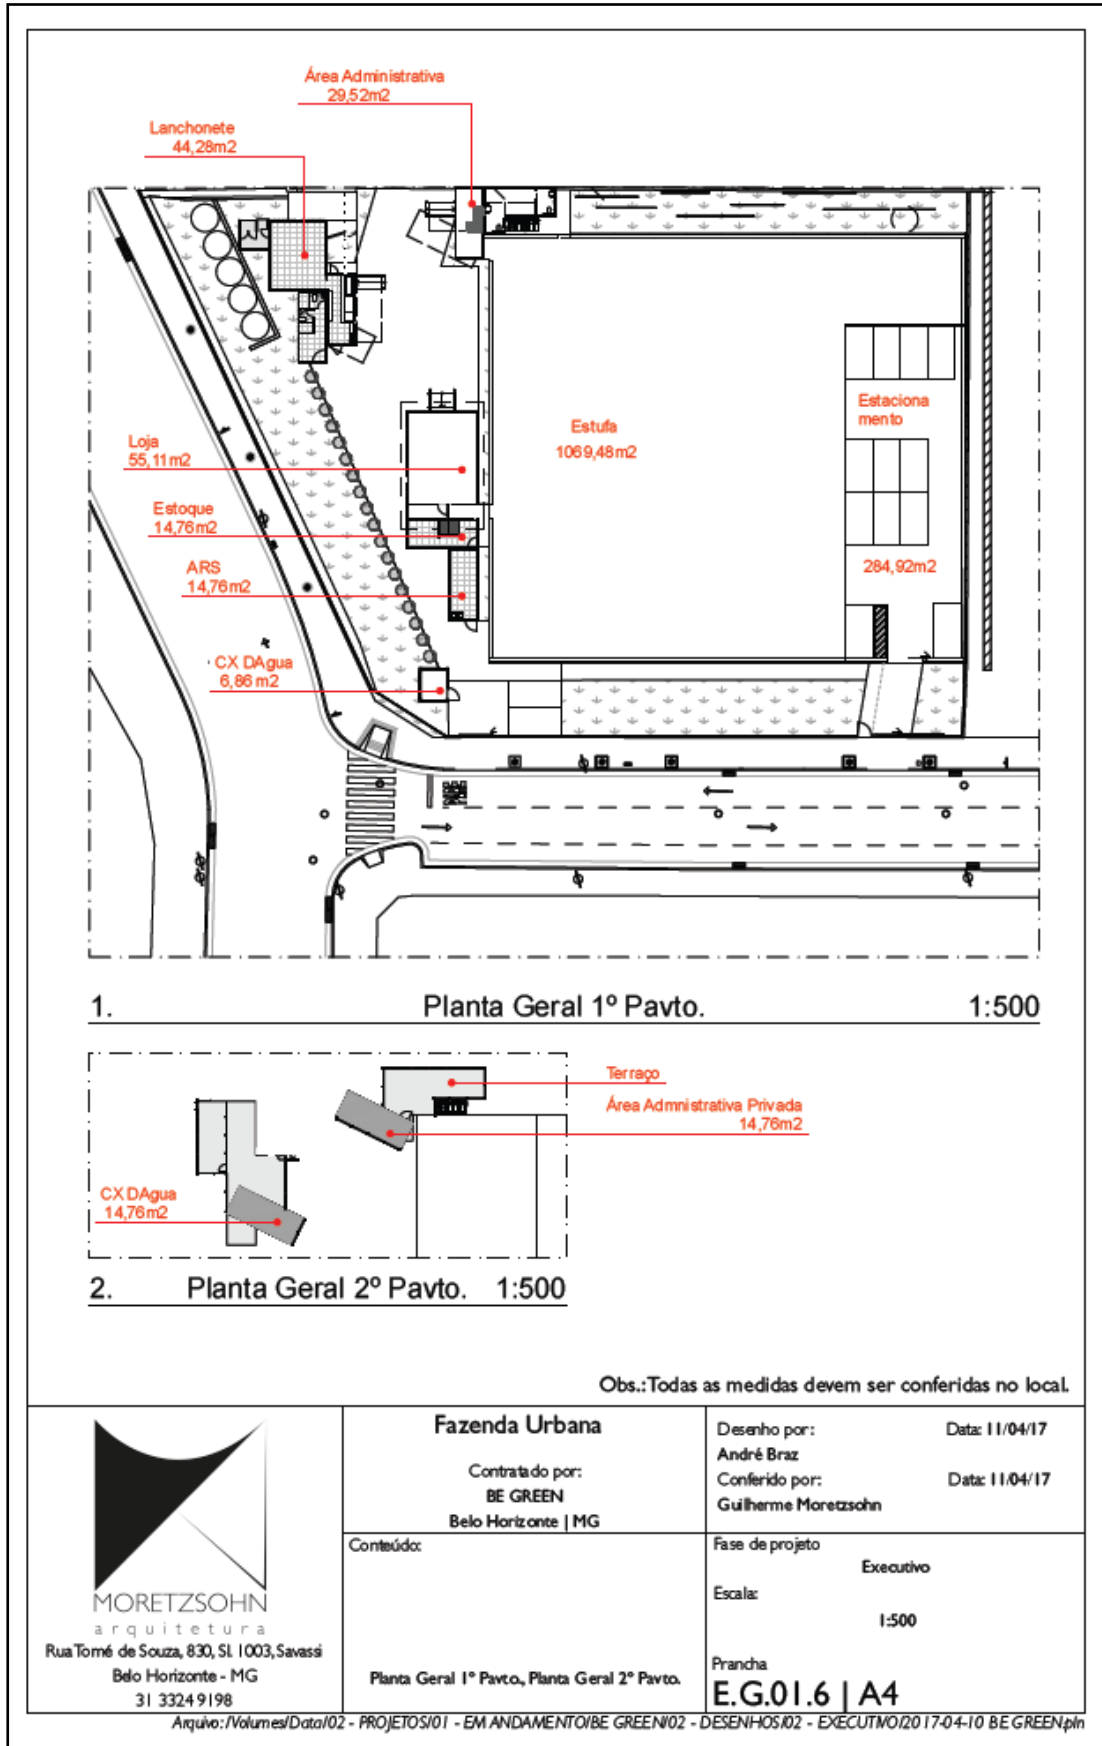 Área Administrativa
29,52m2
Lanchonete
44,28m2
Estufa
1069,48m2
Estaciona
mento
284,92m2
Loja
55,11m2
Estoque
14,76m2
ARS
14,76m2
CX DAgua
6,86 m2
1. Planta Geral 1º Pavto. 1:500
Terraço
Área Admnistrativa Privada
14,76m2
CX DAgua
14,76m2
2. Planta Geral 2º Pavto. 1:500
Obs.:Todas as medidas devem ser conferidas no local.
MORETZSOHN
arquitetura
Rua Tomé de Souza, 830, Sl. 1003, Savassi
Belo Horizonte - MG
31 3324 9198
Fazenda Urbana
Contratado por:
BE GREEN
Belo Horizonte | MG
Conteúdo:
Planta Geral 1º Pavto., Planta Geral 2º Pavto.
Desenho por: Data: 11/04/17
André Braz
Conferido por: Data: 11/04/17
Guilherme Moretzsohn
Fase de projeto
Executivo
Escala:
1:500
Prancha
E.G.01.6 | A4
Arquivo: /Volumes/Data/02 - PROJETOS/01 - EM ANDAMENTO/BE GREEN/02 - DESENHOS/02 - EXECUTIVO/2017-04-10 BE GREEN.pln